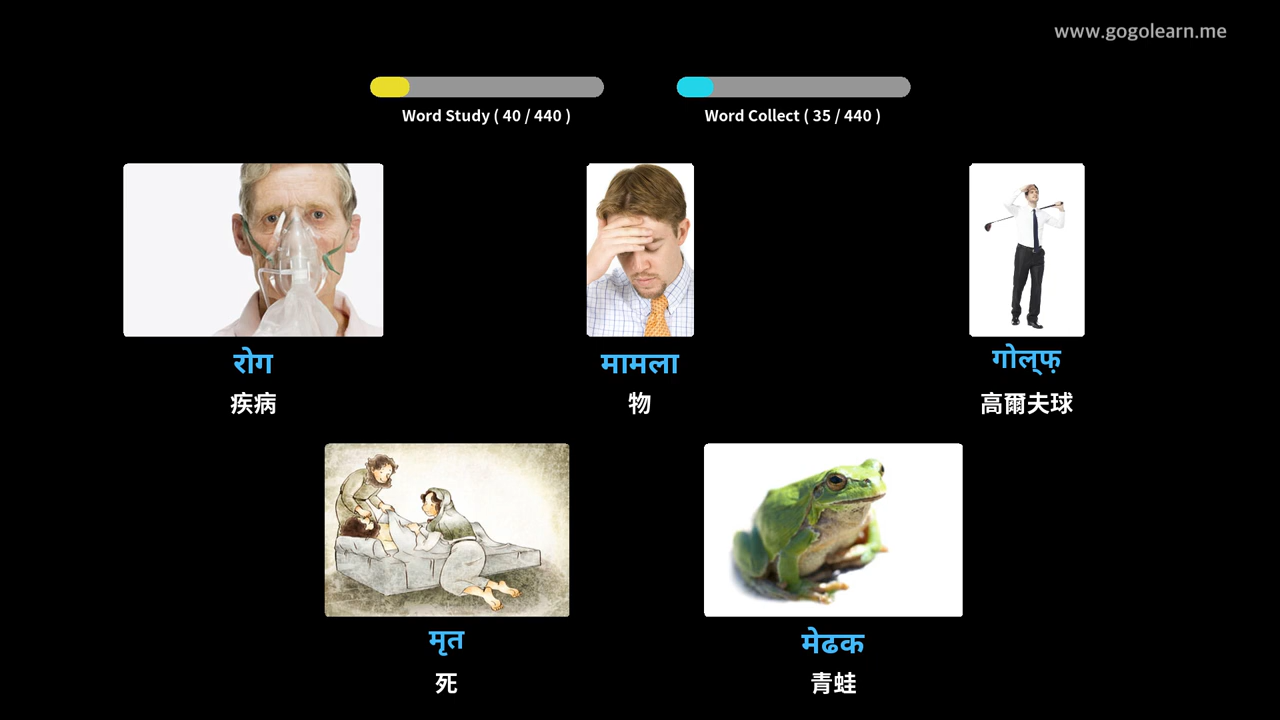 www.gogolearn.me
Word Study ( 40 / 440 )
Word Collect ( 35 / 440 )
रोग
疾病
मामला
物
गोल्फ़
高爾夫球
मृत
死
मेढक
青蛙